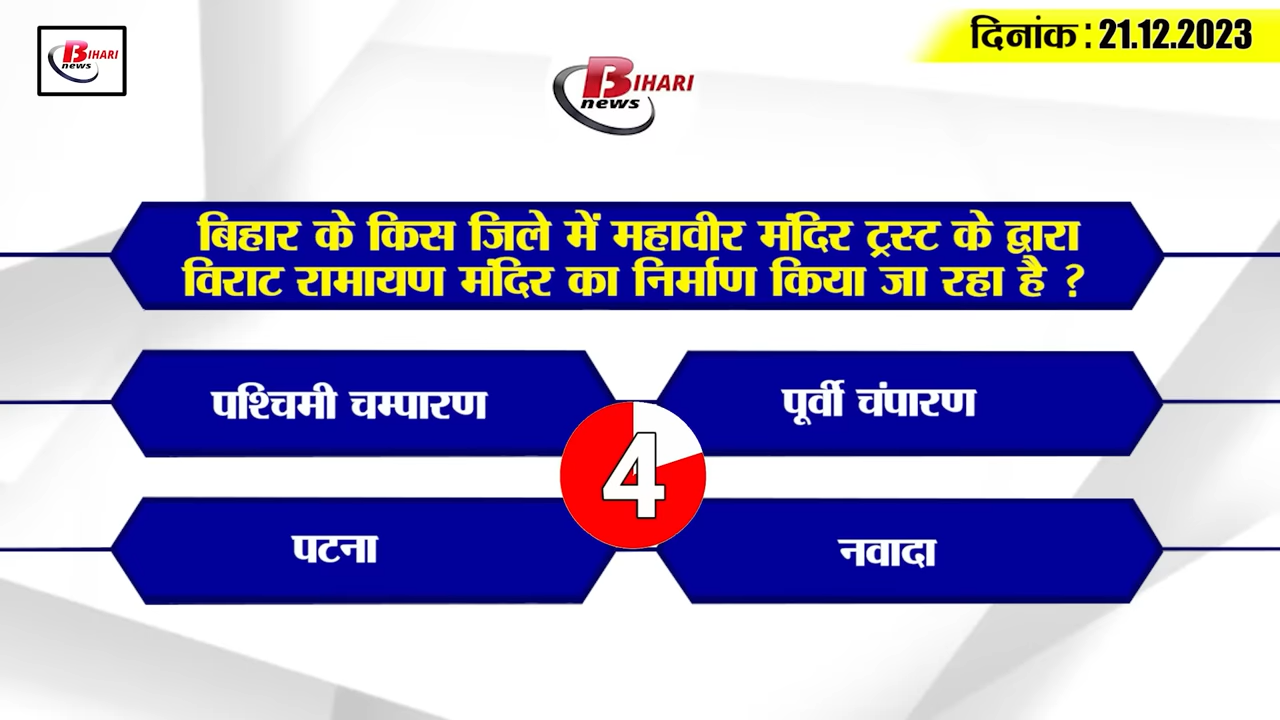 BIHARI
news
दिनांक : 21.12.2023
BIHARI
news
बिहार के किस जिले में महावीर मंदिर ट्रस्ट के द्वारा
विराट रामायण मंदिर का निर्माण किया जा रहा है ?
पश्चिमी चम्पारण
पूर्वी चंपारण
4
पटना
नवादा